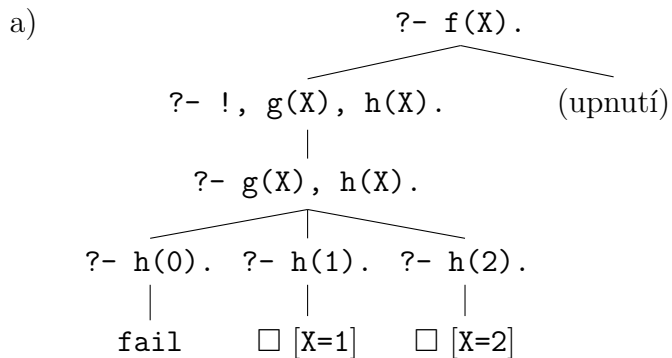 a)
?- f(X).
?- !, g(X), h(X). (upnutí)
?- g(X), h(X).
?- h(0). ?- h(1). ?- h(2).
fail □ [X=1] □ [X=2]